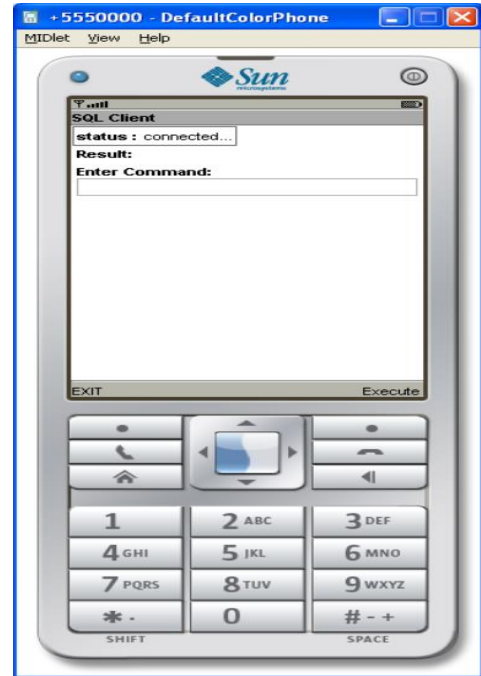 +5550000 - DefaultColorPhone
MIDlet View Help
Sun
microsystems
SQL Client
status : connected...
Result:
Enter Command:
EXIT Execute
1 2 ABC 3 DEF
4 GHI 5 JKL 6 MNO
7 PQRS 8 TUV 9 WXYZ
* . 0 # - +
SHIFT SPACE